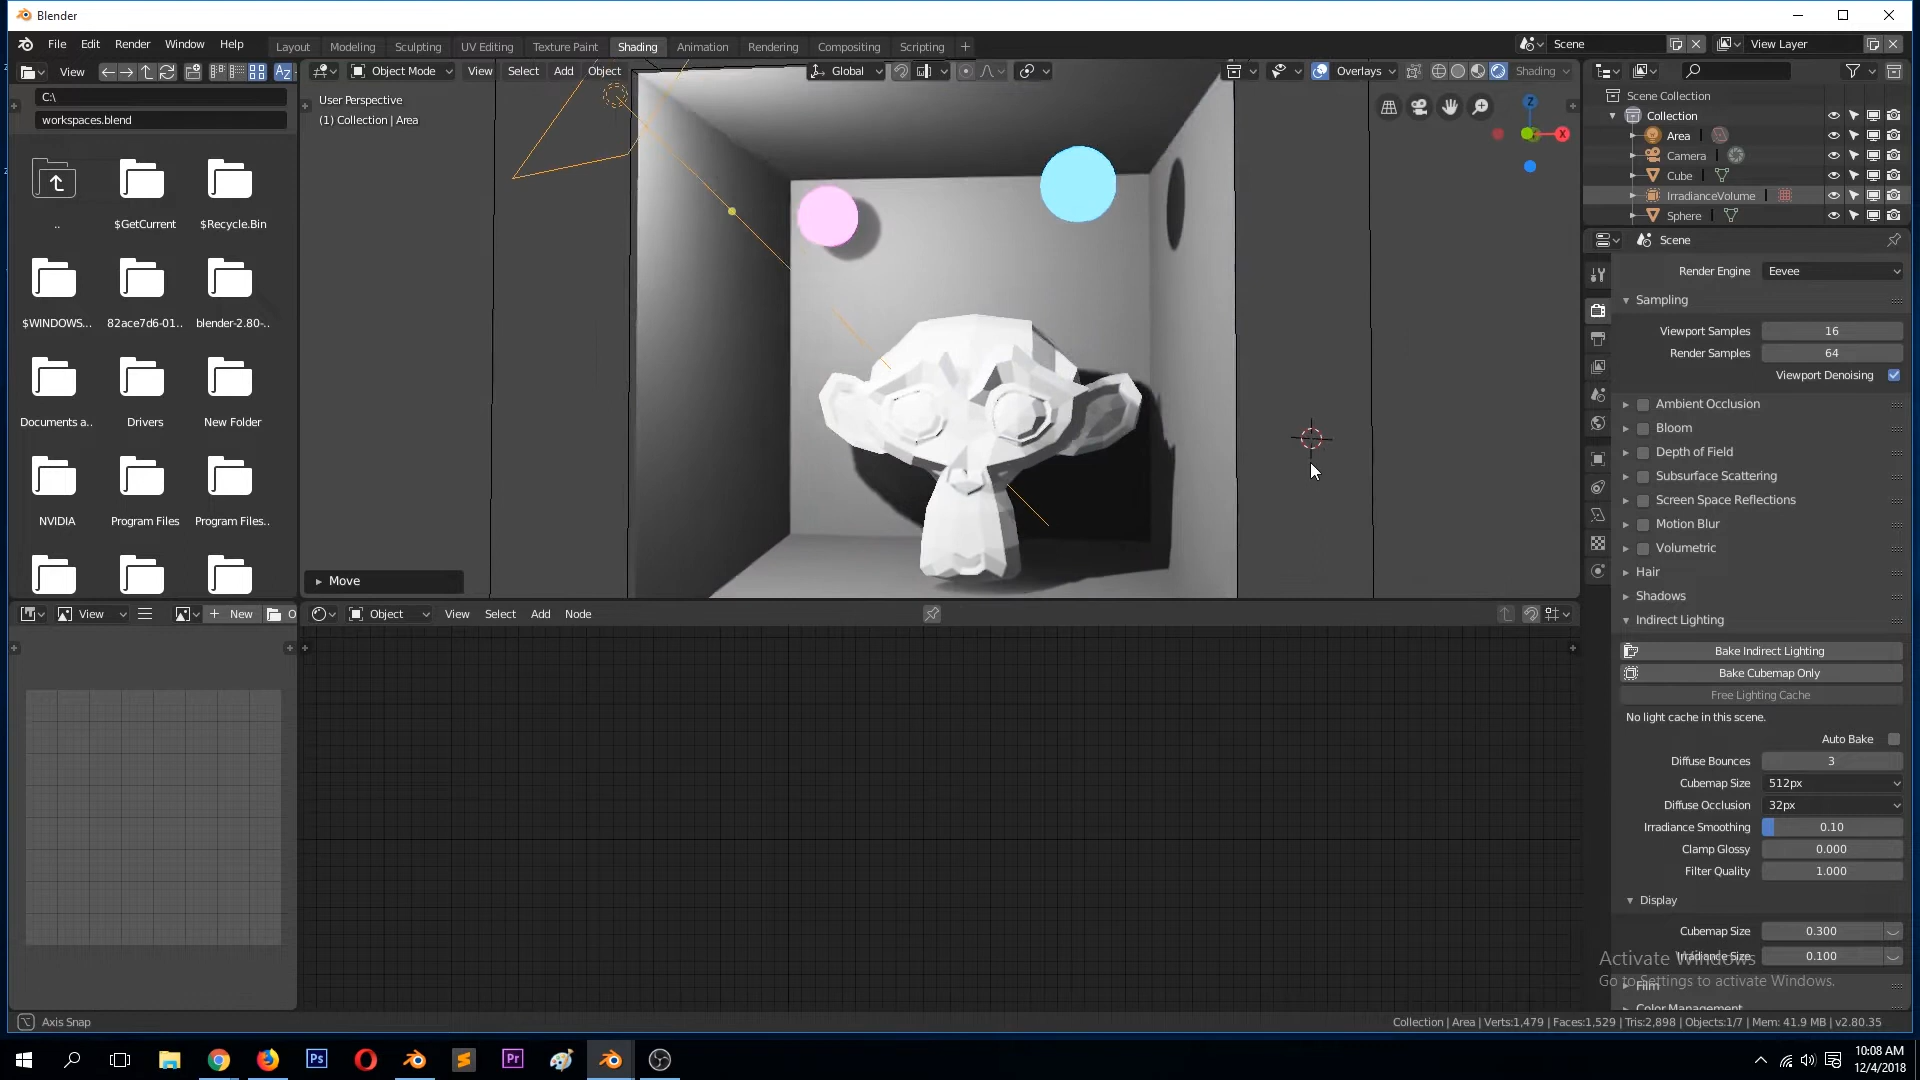 Blender
File Edit Render Window Help Layout Modeling Sculpting UV Editing Texture Paint Shading Animation Rendering Compositing Scripting + Scene View Layer
View Object Mode View Select Add Object Global Overlays Shading
C:\
workspaces.blend
User Perspective
(1) Collection | Area
Z
X
.. $GetCurrent $Recycle.Bin
$WINDOWS... 82ace7d6-01.. blender-2.80-..
Documents a.. Drivers New Folder
NVIDIA Program Files Program Files..
Move
Scene Collection
Collection
Area
Camera
Cube
IrradianceVolume
Sphere
Scene
Render Engine Eevee
Sampling
Viewport Samples 16
Render Samples 64
Viewport Denoising
Ambient Occlusion
Bloom
Depth of Field
Subsurface Scattering
Screen Space Reflections
Motion Blur
Volumetric
Hair
Shadows
Indirect Lighting
Bake Indirect Lighting
Bake Cubemap Only
Free Lighting Cache
No light cache in this scene.
Auto Bake
Diffuse Bounces 3
Cubemap Size 512px
Diffuse Occlusion 32px
Irradiance Smoothing 0.10
Clamp Glossy 0.000
Filter Quality 1.000
Display
Cubemap Size 0.300
Irradiance Size 0.100
Activate Windows
Go to Settings to activate Windows.
Film
Color Management
View + New O Object View Select Add Node
Axis Snap
Collection | Area | Verts:1,479 | Faces:1,529 | Tris:2,898 | Objects:1/7 | Mem: 41.9 MB | v2.80.35
Ps Pr
10:08 AM
12/4/2018